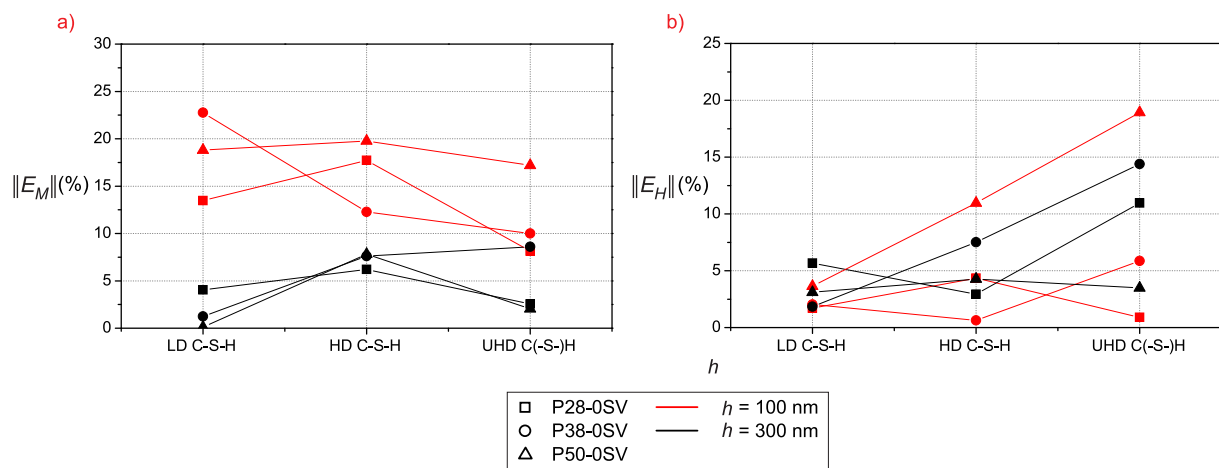 a)
30
25
20
15
10
5
0
‖E_M‖(%)
LD C-S-H
HD C-S-H
UHD C(-S-)H
b)
25
20
15
10
5
0
‖E_H‖(%)
LD C-S-H
HD C-S-H
UHD C(-S-)H
h
P28-0SV
h = 100 nm
P38-0SV
h = 300 nm
P50-0SV